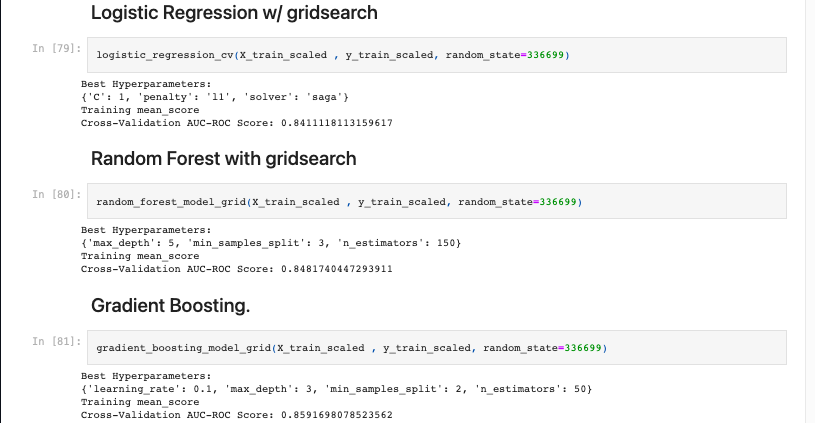 Logistic Regression w/ gridsearch
In [79]: logistic_regression_cv(X_train_scaled , y_train_scaled, random_state=336699)
Best Hyperparameters:
{'C': 1, 'penalty': 'l1', 'solver': 'saga'}
Training mean_score
Cross-Validation AUC-ROC Score: 0.8411118113159617
Random Forest with gridsearch
In [80]: random_forest_model_grid(X_train_scaled , y_train_scaled, random_state=336699)
Best Hyperparameters:
{'max_depth': 5, 'min_samples_split': 3, 'n_estimators': 150}
Training mean_score
Cross-Validation AUC-ROC Score: 0.8481740447293911
Gradient Boosting.
In [81]: gradient_boosting_model_grid(X_train_scaled , y_train_scaled, random_state=336699)
Best Hyperparameters:
{'learning_rate': 0.1, 'max_depth': 3, 'min_samples_split': 2, 'n_estimators': 50}
Training mean_score
Cross-Validation AUC-ROC Score: 0.8591698078523562